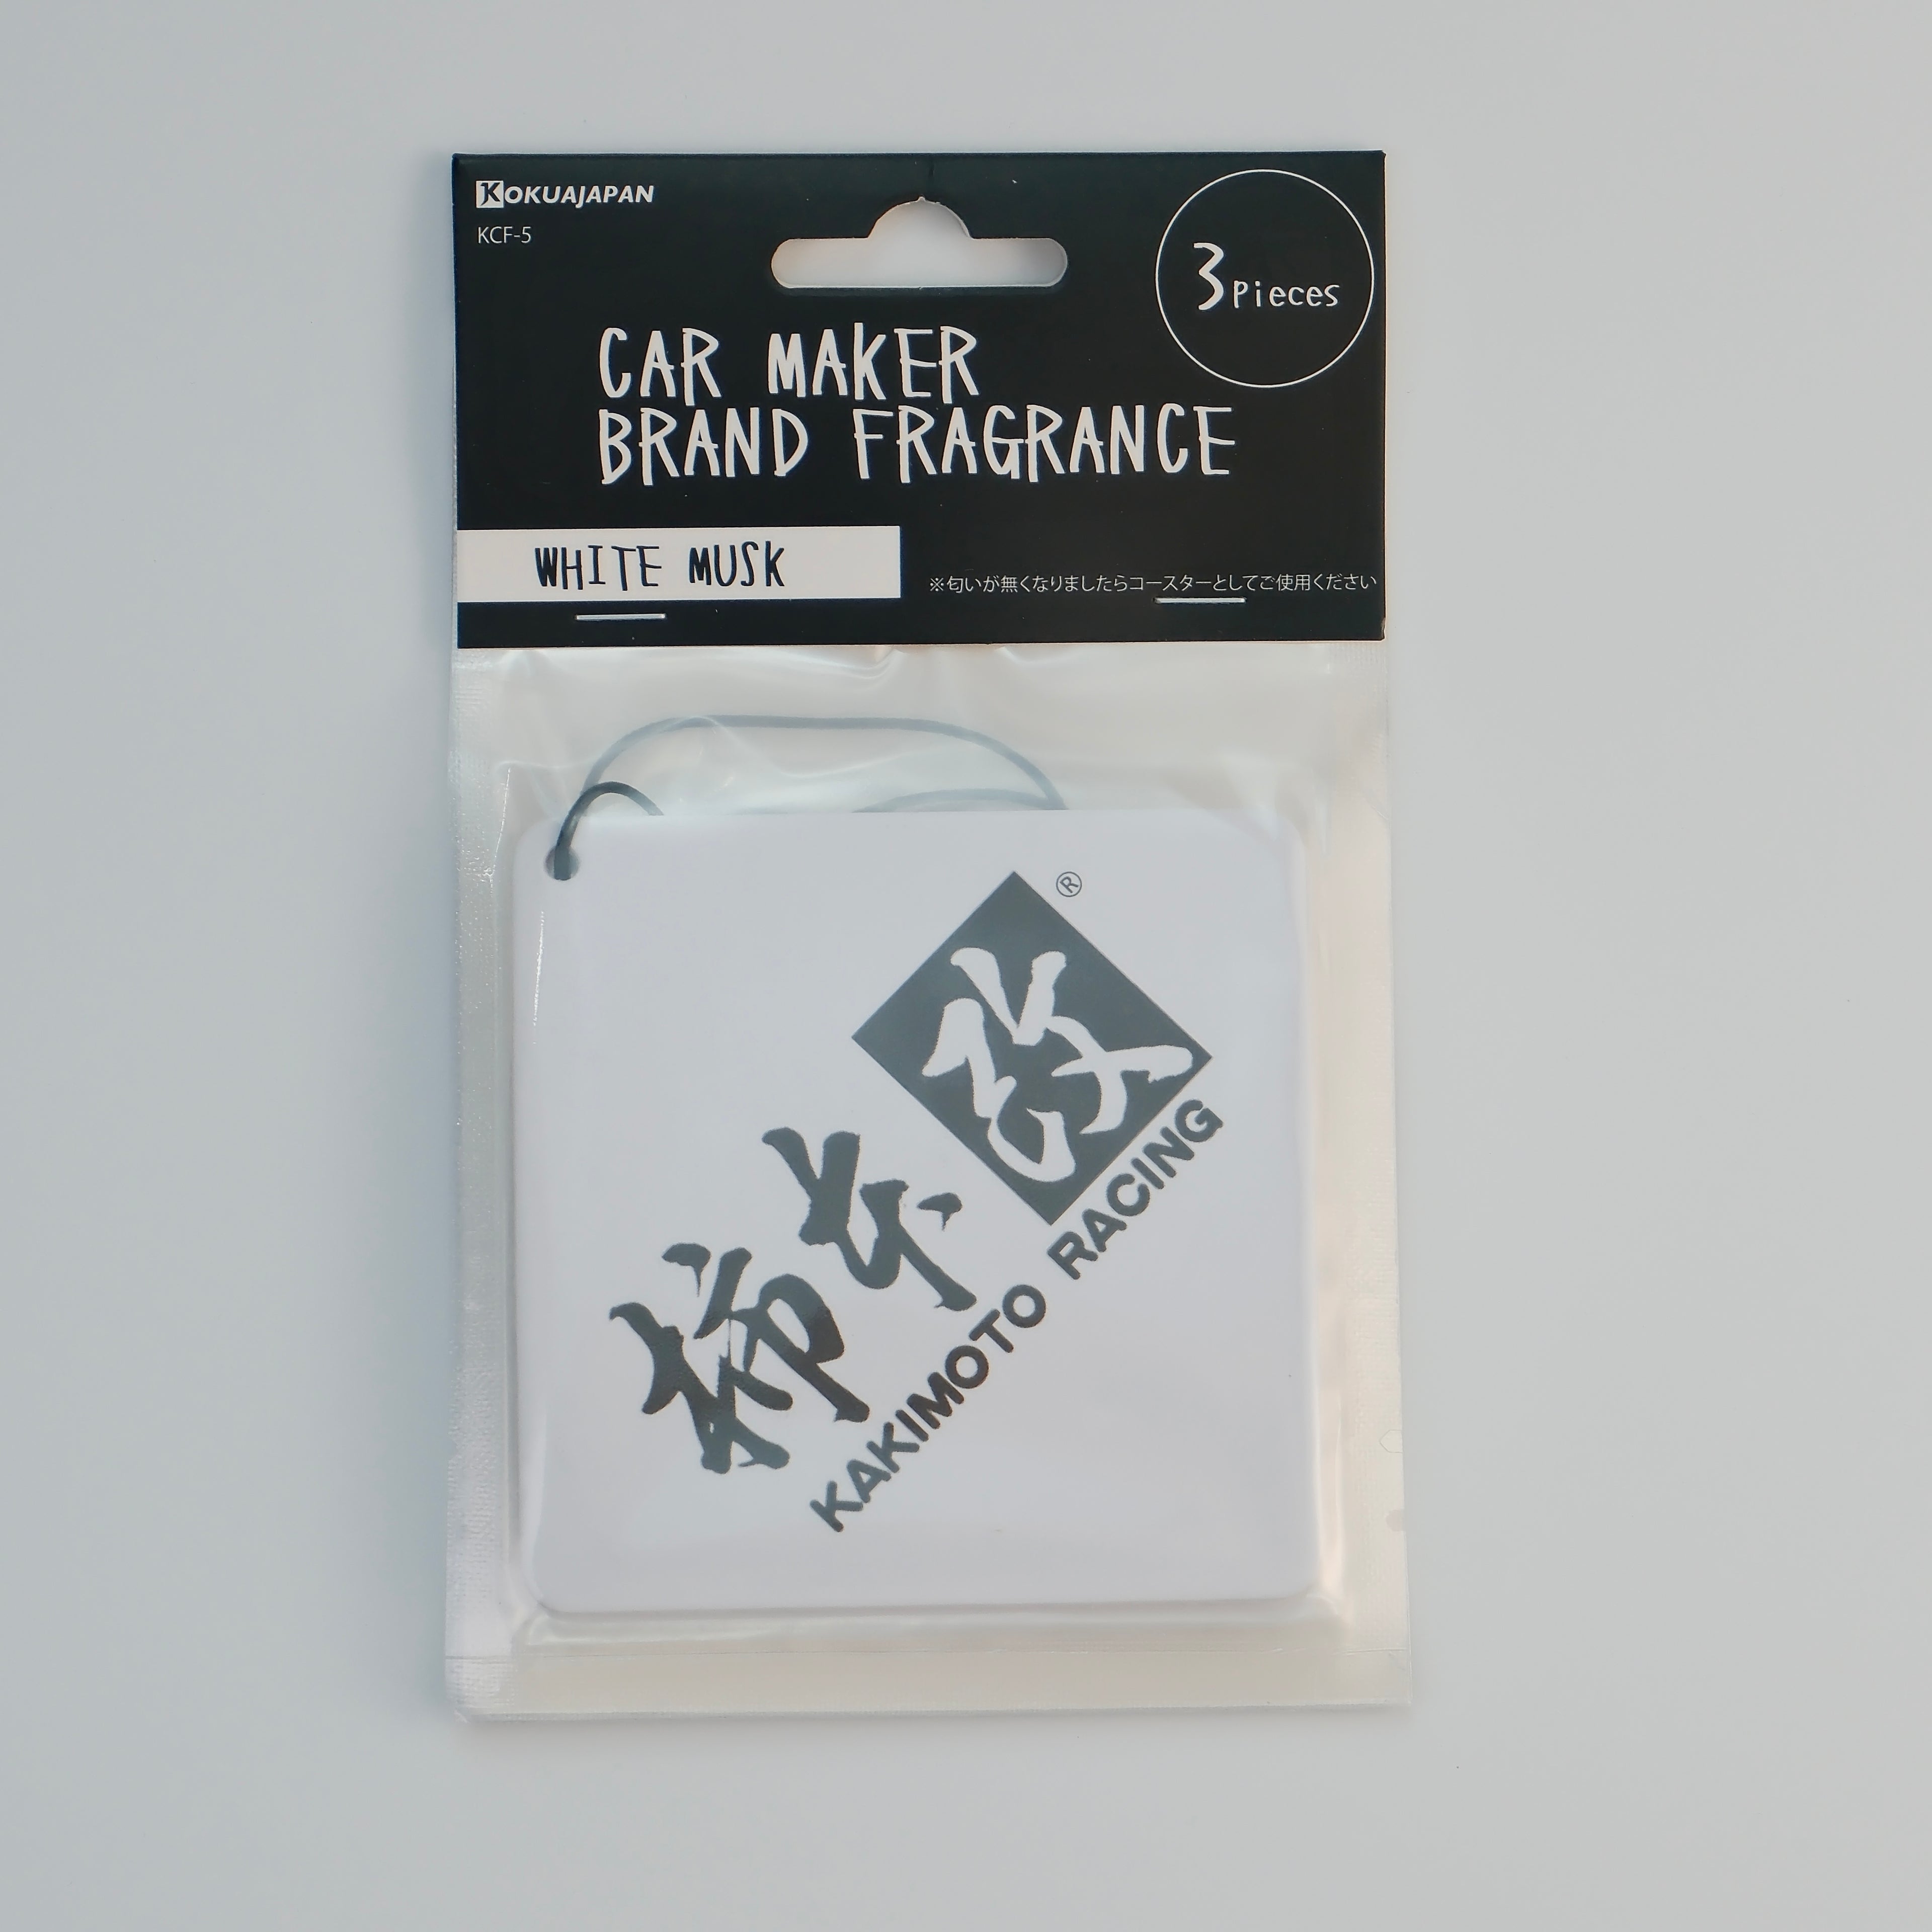 KOKUAJAPAN
KCF-5
3 Pieces
CAR MAKER
BRAND FRAGRANCE
WHITE MUSK
※匂いが無くなりましたらコースターとしてご使用ください
柿本改®
KAKIMOTO RACING